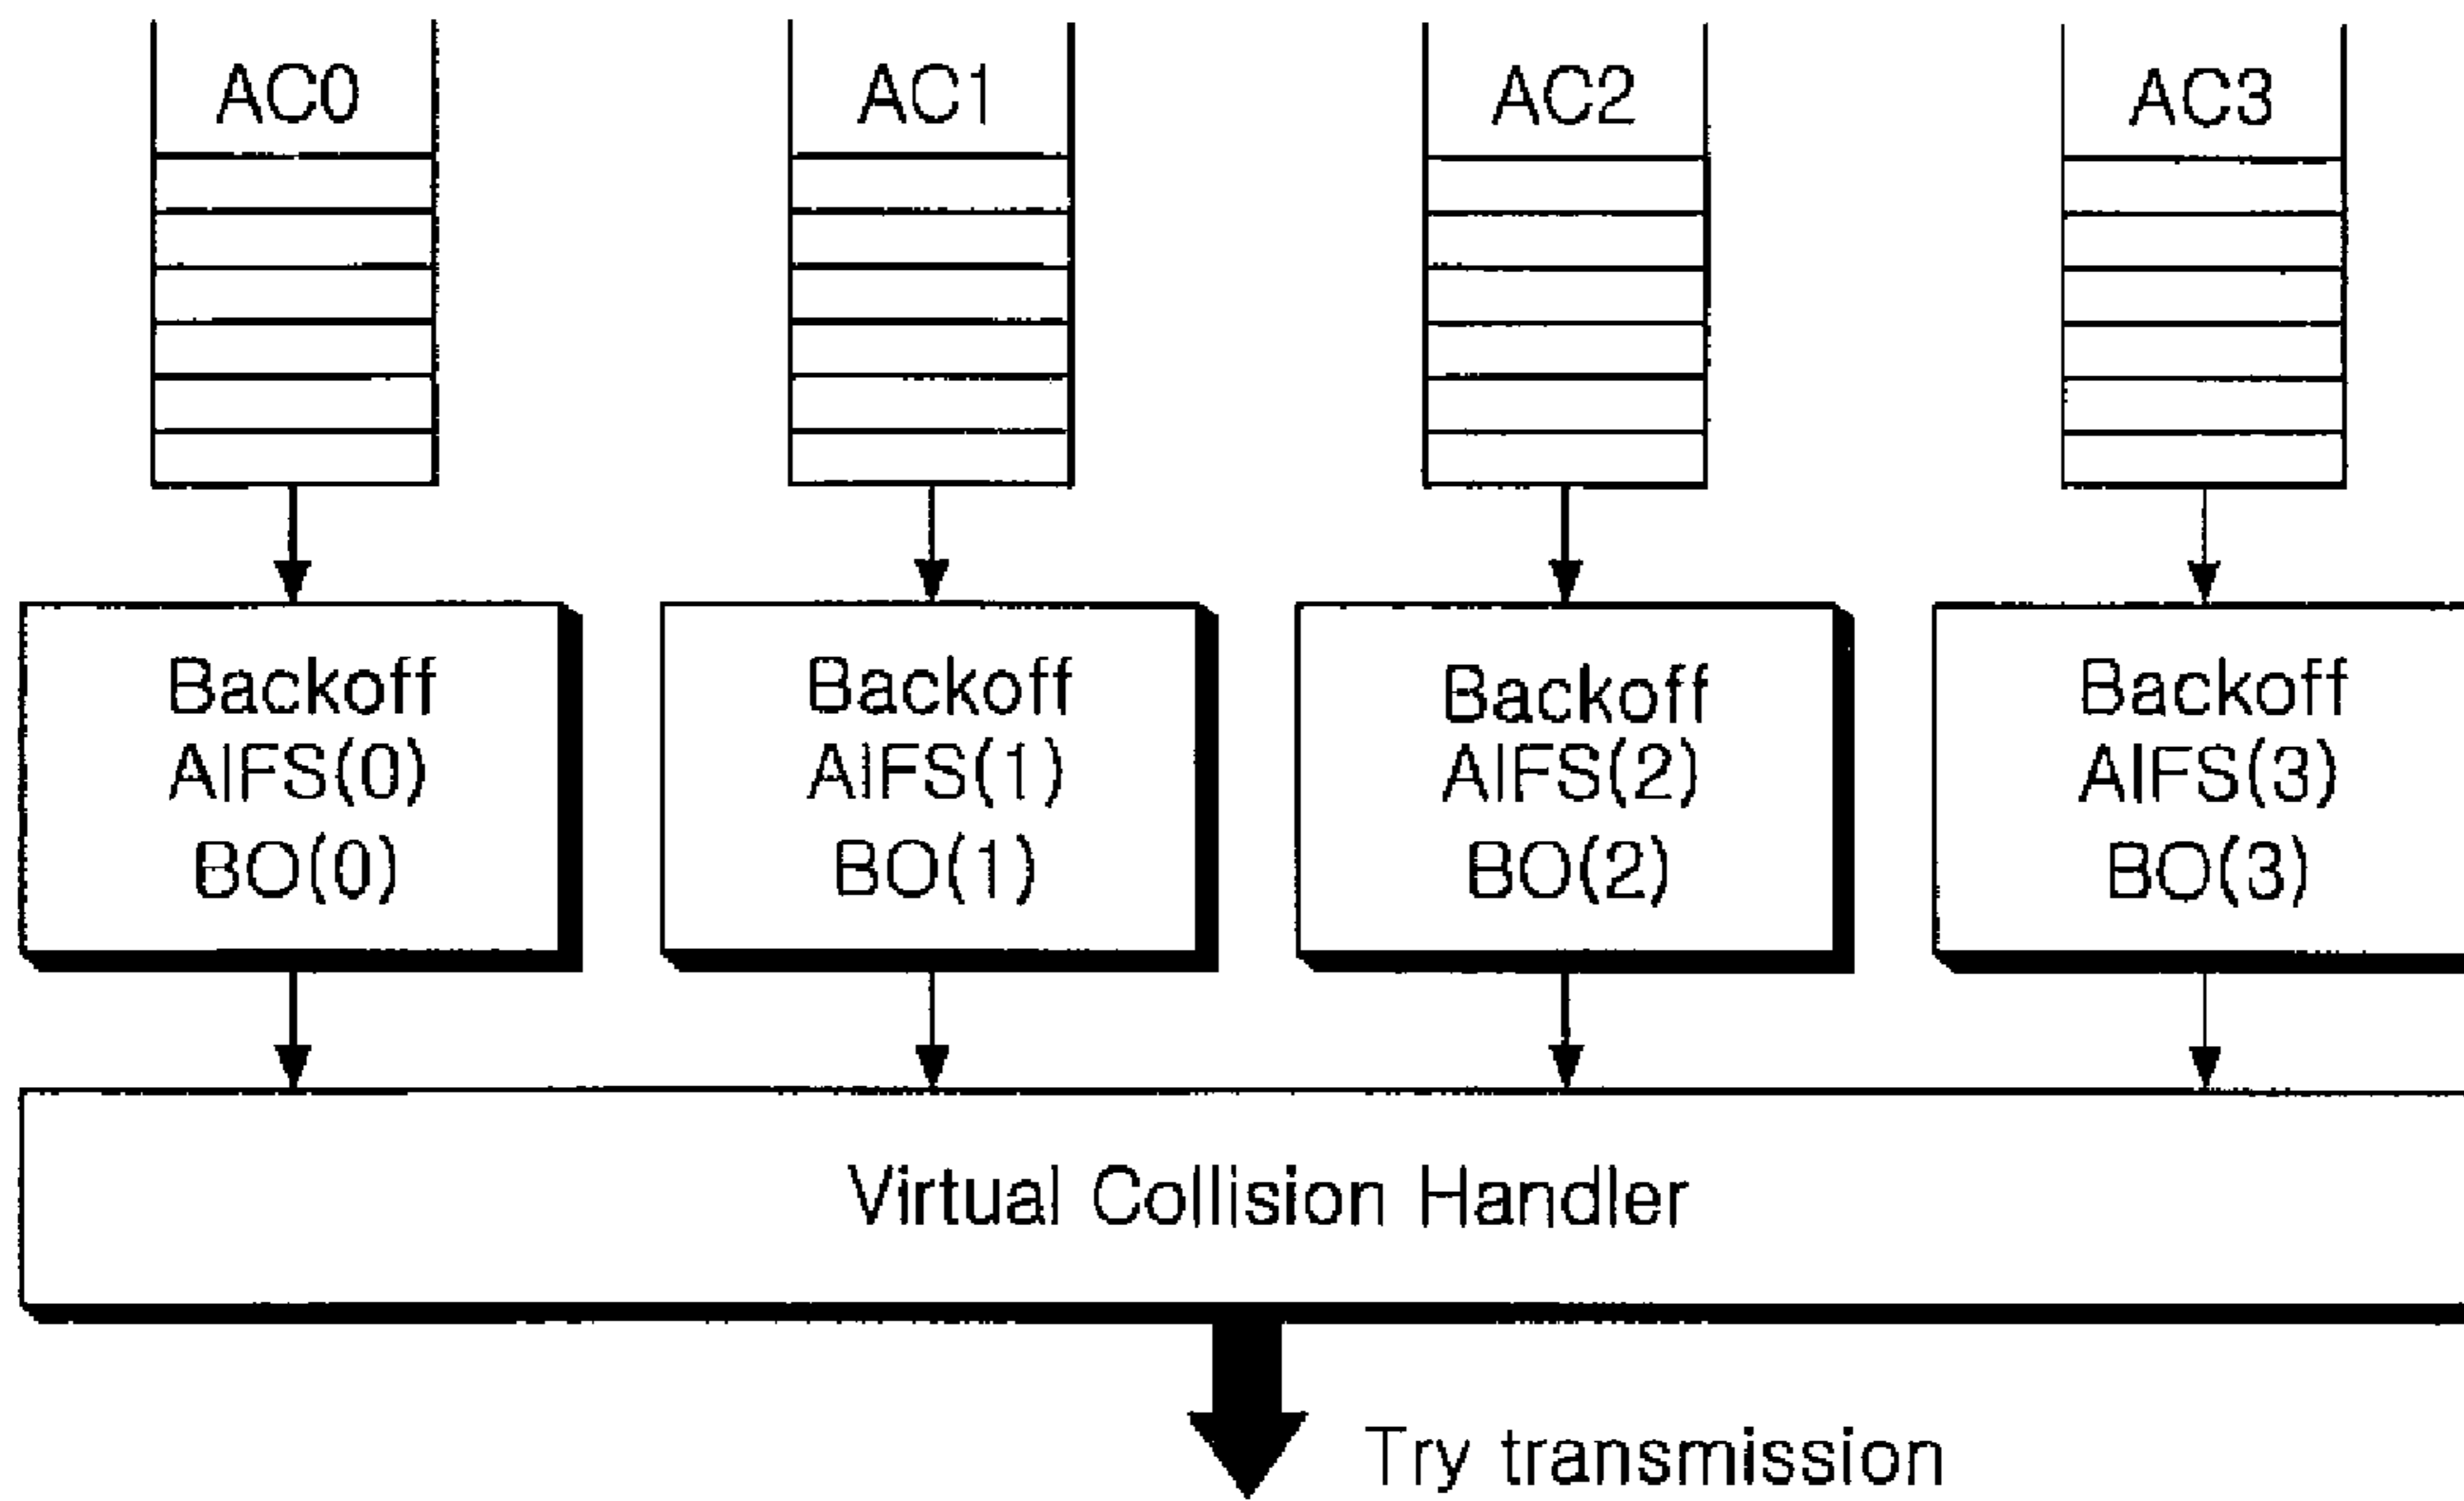 AC0
AC1
AC2
AC3
Backoff
AIFS(0)
BO(0)
Backoff
AIFS(1)
BO(1)
Backoff
AIFS(2)
BO(2)
Backoff
AIFS(3)
BO(3)
Virtual Collision Handler
Try transmission